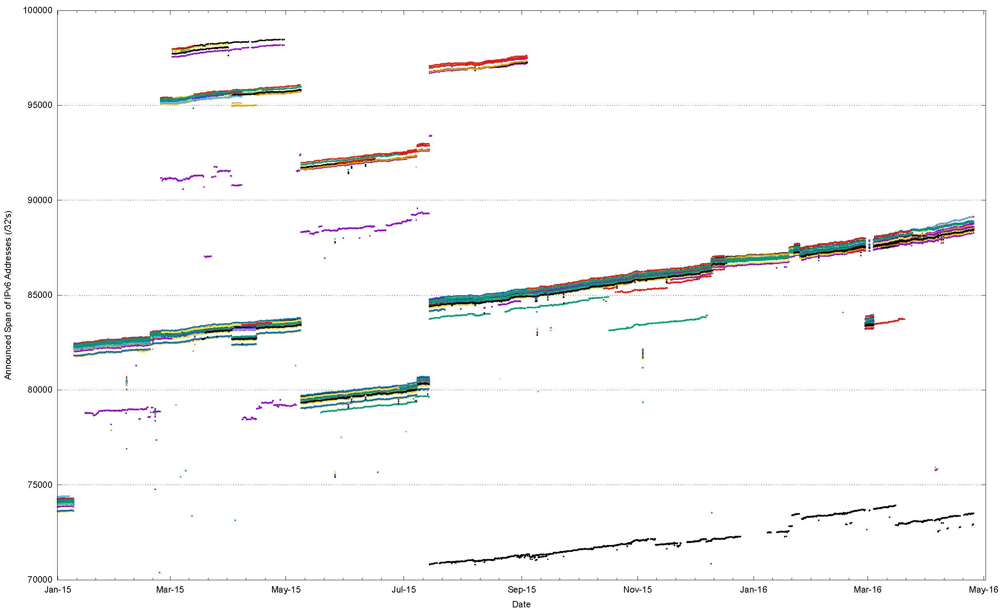 100000
95000
90000
85000
80000
75000
70000
Announced Span of IPv6 Addresses (/32's)
Jan-15 Mar-15 May-15 Jul-15 Sep-15 Nov-15 Jan-16 Mar-16 May-16
Date